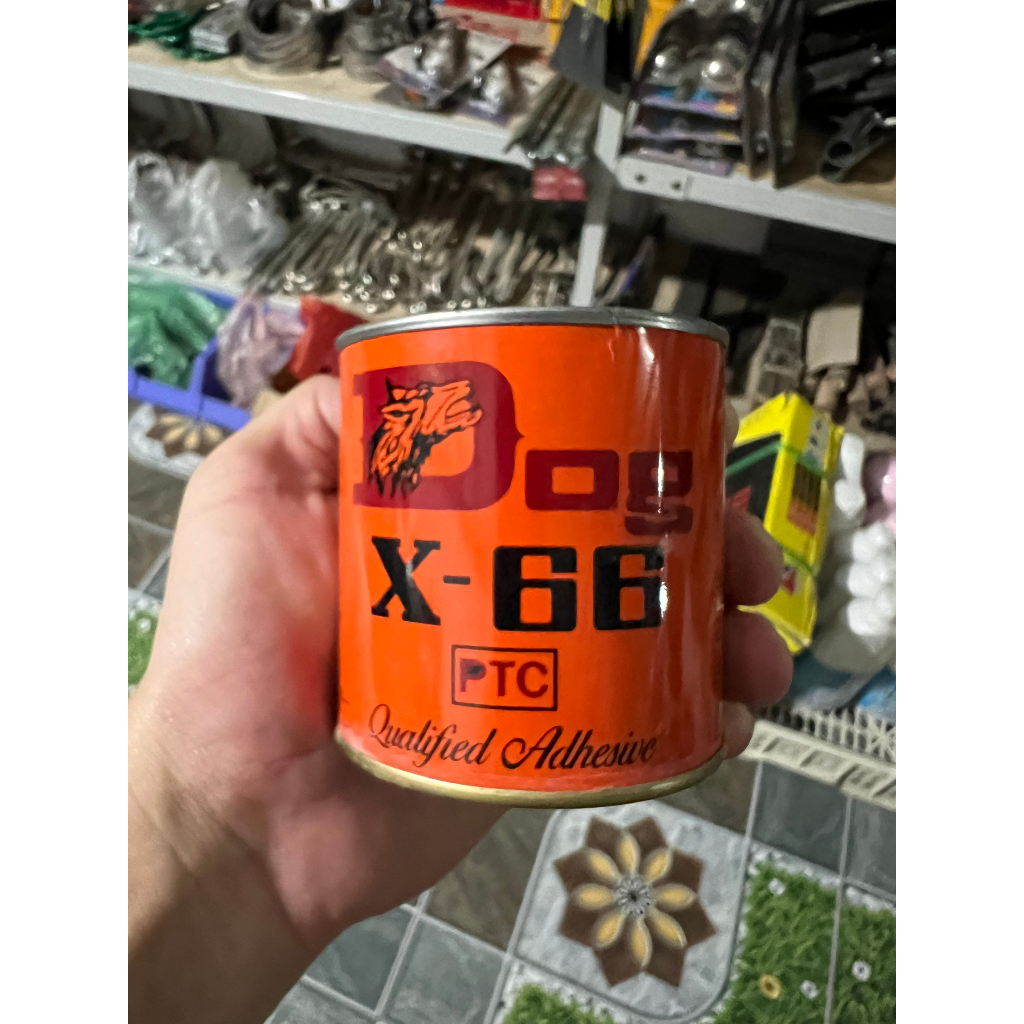 Dog
X-66
PTC
Qualified Adhesive